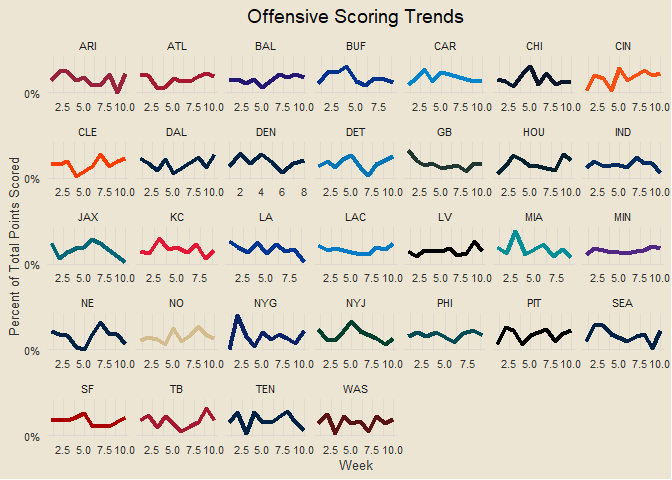 Offensive Scoring Trends
ARI ATL BAL BUF CAR CHI CIN
0%
2.5 5.0 7.5 10.0 2.5 5.0 7.5 10.0 2.5 5.0 7.5 10.0 2.5 5.0 7.5 2.5 5.0 7.5 10.0 2.5 5.0 7.5 10.0 2.5 5.0 7.5 10.0
CLE DAL DEN DET GB HOU IND
0%
2.5 5.0 7.5 10.0 2.5 5.0 7.5 10.0 2 4 6 8 2.5 5.0 7.5 10.0 2.5 5.0 7.5 10.0 2.5 5.0 7.5 10.0 2.5 5.0 7.5 10.0
JAX KC LA LAC LV MIA MIN
0%
2.5 5.0 7.5 10.0 2.5 5.0 7.5 2.5 5.0 7.5 2.5 5.0 7.5 10.0 2.5 5.0 7.5 10.0 2.5 5.0 7.5 2.5 5.0 7.5 10.0
NE NO NYG NYJ PHI PIT SEA
0%
2.5 5.0 7.5 10.0 2.5 5.0 7.5 10.0 2.5 5.0 7.5 10.0 2.5 5.0 7.5 10.0 2.5 5.0 7.5 2.5 5.0 7.5 10.0 2.5 5.0 7.5 10.0
SF TB TEN WAS
0%
2.5 5.0 7.5 10.0 2.5 5.0 7.5 10.0 2.5 5.0 7.5 10.0 2.5 5.0 7.5 10.0
Week
Percent of Total Points Scored